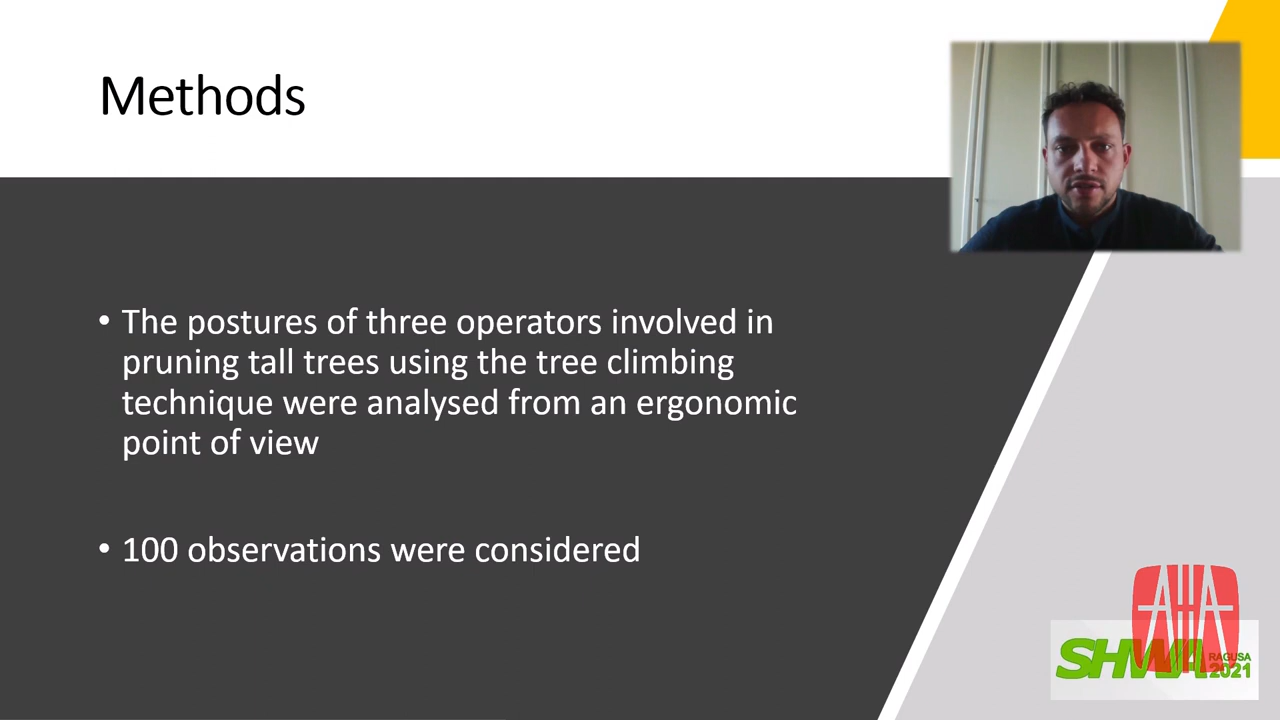 Methods
• The postures of three operators involved in
pruning tall trees using the tree climbing
technique were analysed from an ergonomic
point of view
• 100 observations were considered
AIIA
SHWA RAGUSA
2021